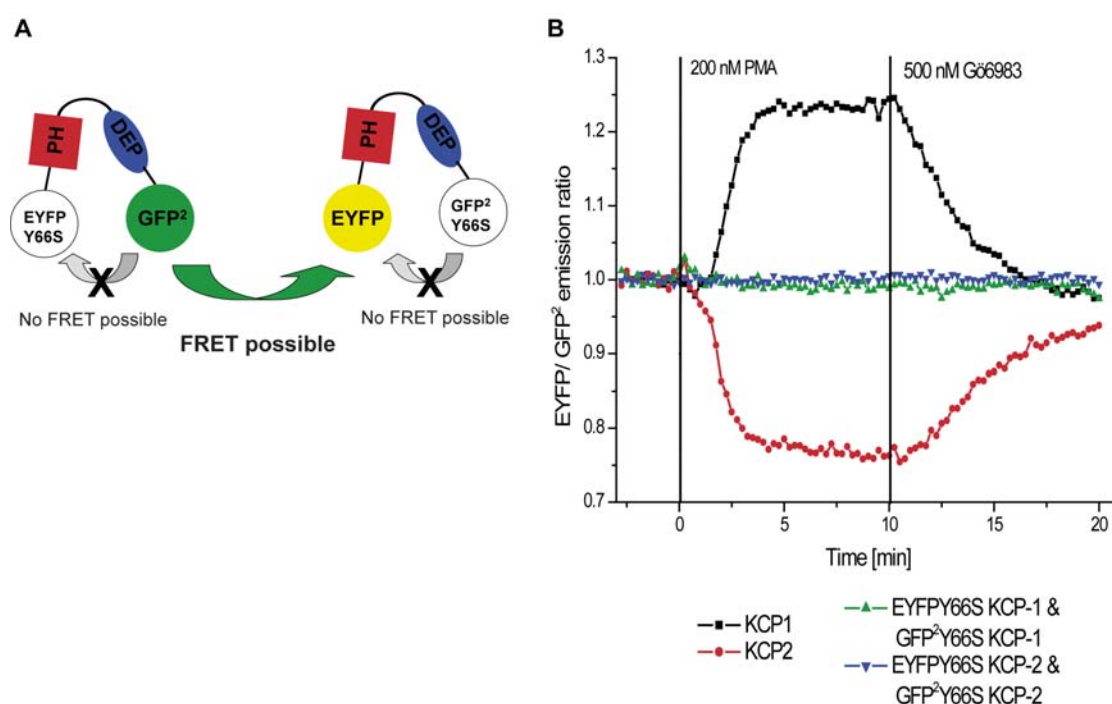 A
PH
DEP
EYFP
Y66S
GFP²
X
No FRET possible
FRET possible
PH
DEP
EYFP
GFP²
Y66S
X
No FRET possible
B
EYFP/ GFP² emission ratio
1.3
1.2
1.1
1.0
0.9
0.8
0.7
200 nM PMA
500 nM Gö6983
0
5
10
15
20
Time [min]
KCP1
KCP2
EYFPY66S KCP-1 &
GFP²Y66S KCP-1
EYFPY66S KCP-2 &
GFP²Y66S KCP-2